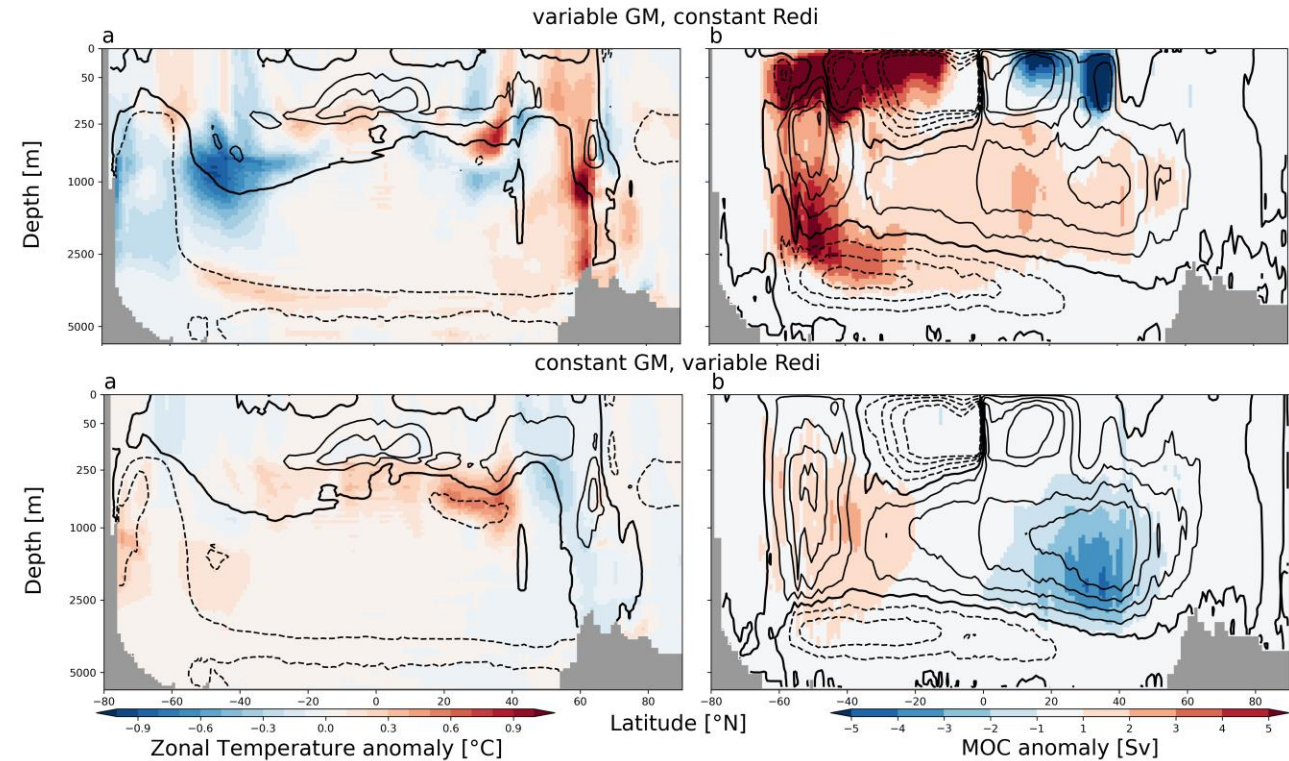 variable GM, constant Redi
a
b
0
50
250
1000
2500
5000
Depth [m]
constant GM, variable Redi
a
b
0
50
250
1000
2500
5000
Depth [m]
−80 −60 −40 −20 0 20 40 60 80
−80 −60 −40 −20 0 20 40 60 80
Latitude [°N]
−0.9 −0.6 −0.3 0.0 0.3 0.6 0.9
Zonal Temperature anomaly [°C]
−5 −4 −3 −2 −1 1 2 3 4 5
MOC anomaly [Sv]